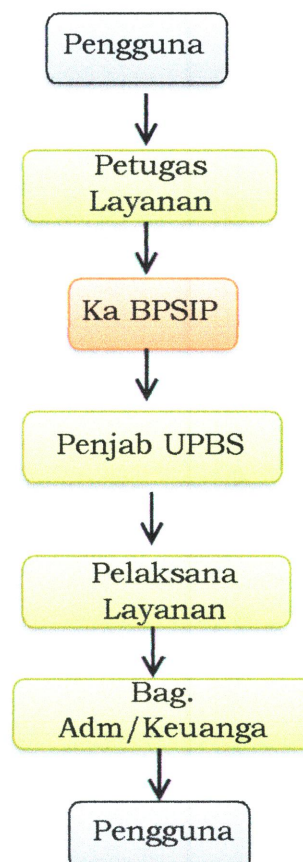 Pengguna
Petugas
Layanan
Ka BPSIP
Penjab UPBS
Pelaksana
Layanan
Bag.
Adm/Keuanga
Pengguna